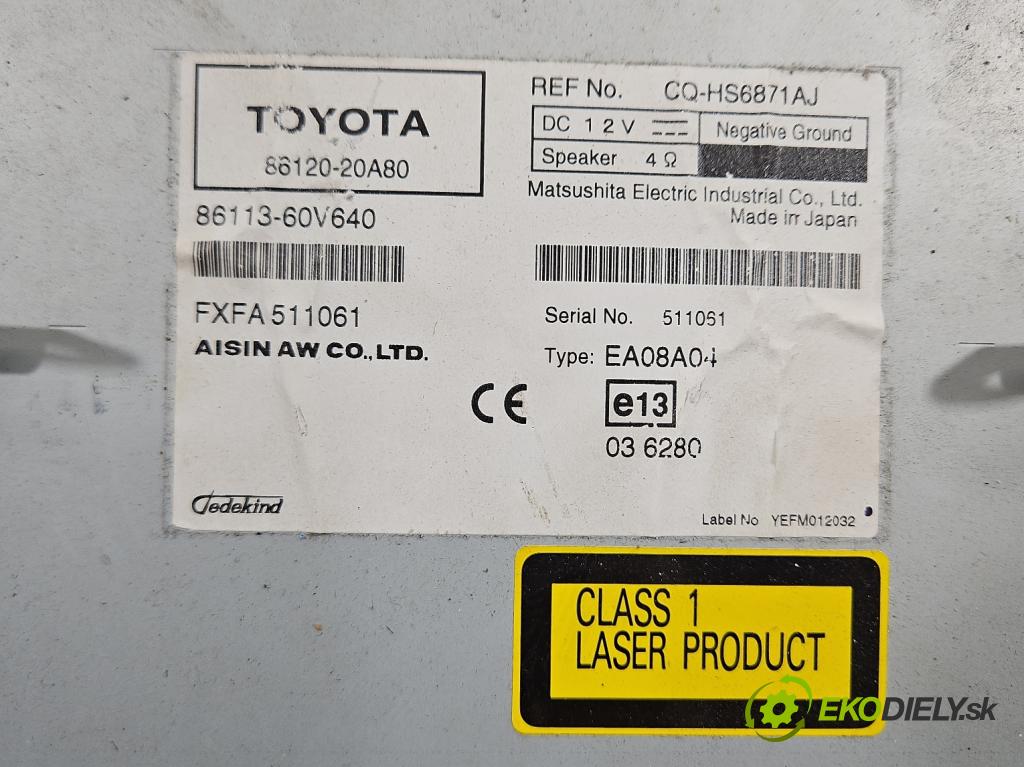 TOYOTA
86120-20A80
86113-60V640
FXFA 511061
AISIN AW CO., LTD.
REF No. CQ-HS6871AJ
DC 12V Negative Ground
Speaker 4Ω
Matsushita Electric Industrial Co., Ltd.
Made in Japan
Serial No. 511061
Type: EA08A04
CE
e13
03 6280
Dedekind
Label No YEFM012032
CLASS 1
LASER PRODUCT
EKODIELY.sk